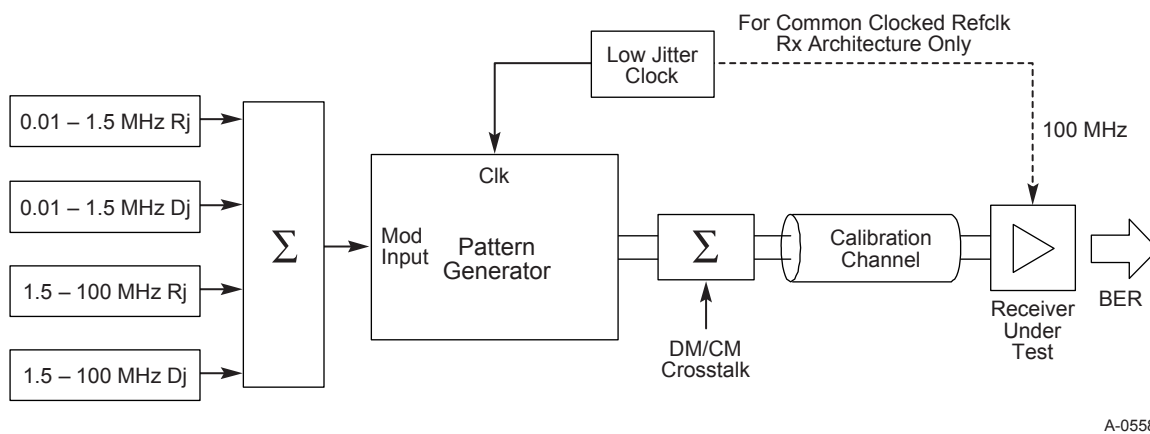 For Common Clocked Refclk
Rx Architecture Only
Low Jitter
Clock
0.01 – 1.5 MHz Rj
100 MHz
Clk
0.01 – 1.5 MHz Dj
Σ
Mod
Input
Pattern
Generator
Σ
Calibration
Channel
1.5 – 100 MHz Rj
BER
Receiver
Under
Test
DM/CM
Crosstalk
1.5 – 100 MHz Dj
A-0558